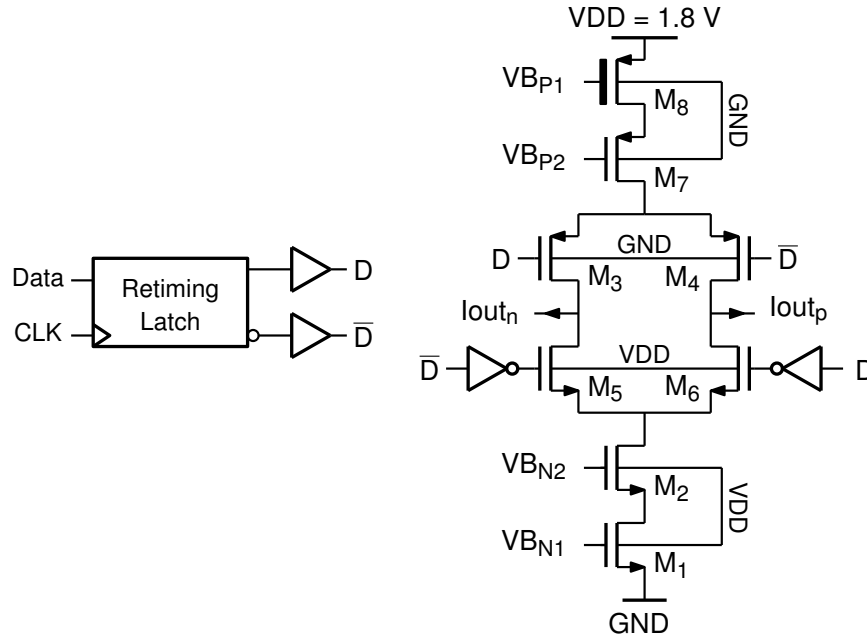 VDD = 1.8 V
VBP1
M8
GND
VBP2
M7
D
GND
D̅
M3
M4
Data
Retiming
Latch
D
Ioutn
Ioutp
CLK
D̅
D̅
VDD
D
M5
M6
VBN2
M2
VDD
VBN1
M1
GND